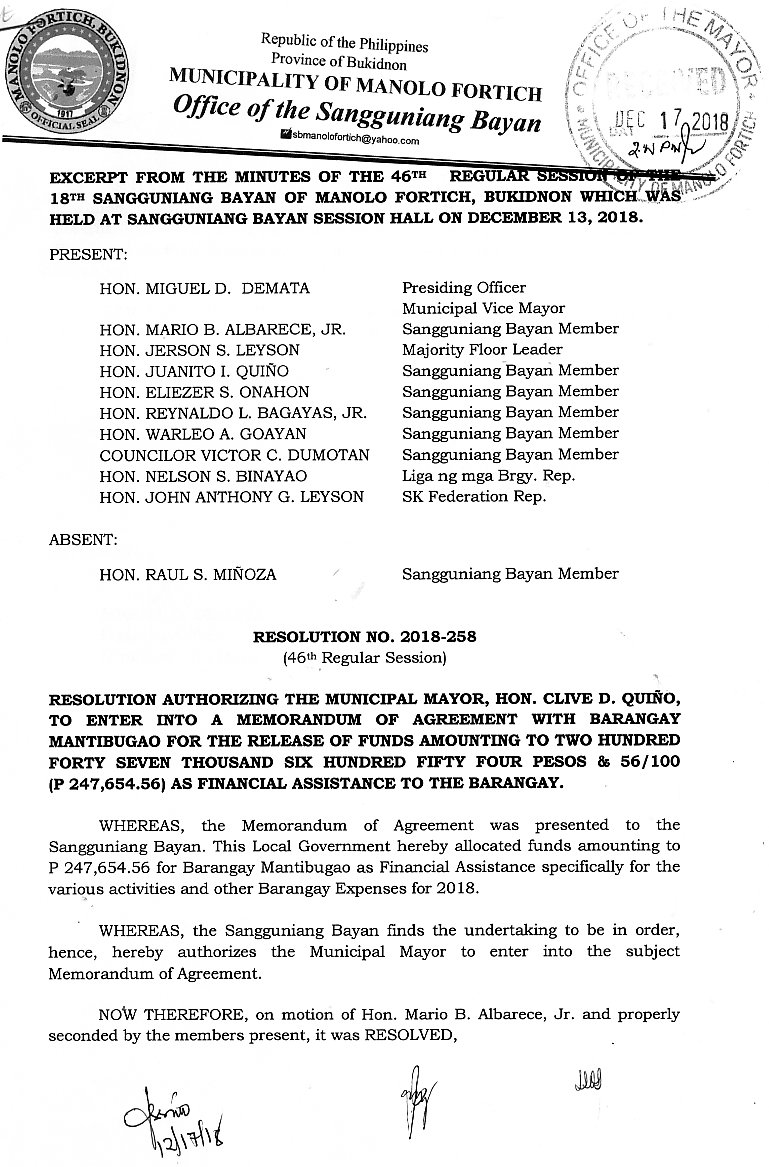 MANOLO FORTICH, BUKIDNON
1917
OFFICIAL SEAL
Republic of the Philippines
Province of Bukidnon
MUNICIPALITY OF MANOLO FORTICH
Office of the Sangguniang Bayan
sbmanolofortich@yahoo.com
OFFICE OF THE MAYOR
RECEIVED
DEC 17 2018
MUNICIPALITY OF MANOLO FORTICH
EXCERPT FROM THE MINUTES OF THE 46TH REGULAR SESSION OF THE
18TH SANGGUNIANG BAYAN OF MANOLO FORTICH, BUKIDNON WHICH WAS
HELD AT SANGGUNIANG BAYAN SESSION HALL ON DECEMBER 13, 2018.
PRESENT:
HON. MIGUEL D. DEMATA Presiding Officer
Municipal Vice Mayor
HON. MARIO B. ALBARECE, JR. Sangguniang Bayan Member
HON. JERSON S. LEYSON Majority Floor Leader
HON. JUANITO I. QUIÑO Sangguniang Bayan Member
HON. ELIEZER S. ONAHON Sangguniang Bayan Member
HON. REYNALDO L. BAGAYAS, JR. Sangguniang Bayan Member
HON. WARLEO A. GOAYAN Sangguniang Bayan Member
COUNCILOR VICTOR C. DUMOTAN Sangguniang Bayan Member
HON. NELSON S. BINAYAO Liga ng mga Brgy. Rep.
HON. JOHN ANTHONY G. LEYSON SK Federation Rep.
ABSENT:
HON. RAUL S. MIÑOZA Sangguniang Bayan Member
RESOLUTION NO. 2018-258
(46th Regular Session)
RESOLUTION AUTHORIZING THE MUNICIPAL MAYOR, HON. CLIVE D. QUIÑO,
TO ENTER INTO A MEMORANDUM OF AGREEMENT WITH BARANGAY
MANTIBUGAO FOR THE RELEASE OF FUNDS AMOUNTING TO TWO HUNDRED
FORTY SEVEN THOUSAND SIX HUNDRED FIFTY FOUR PESOS & 56/100
(P 247,654.56) AS FINANCIAL ASSISTANCE TO THE BARANGAY.
WHEREAS, the Memorandum of Agreement was presented to the
Sangguniang Bayan. This Local Government hereby allocated funds amounting to
P 247,654.56 for Barangay Mantibugao as Financial Assistance specifically for the
various activities and other Barangay Expenses for 2018.
WHEREAS, the Sangguniang Bayan finds the undertaking to be in order,
hence, hereby authorizes the Municipal Mayor to enter into the subject
Memorandum of Agreement.
NOW THEREFORE, on motion of Hon. Mario B. Albarece, Jr. and properly
seconded by the members present, it was RESOLVED,
12/17/18